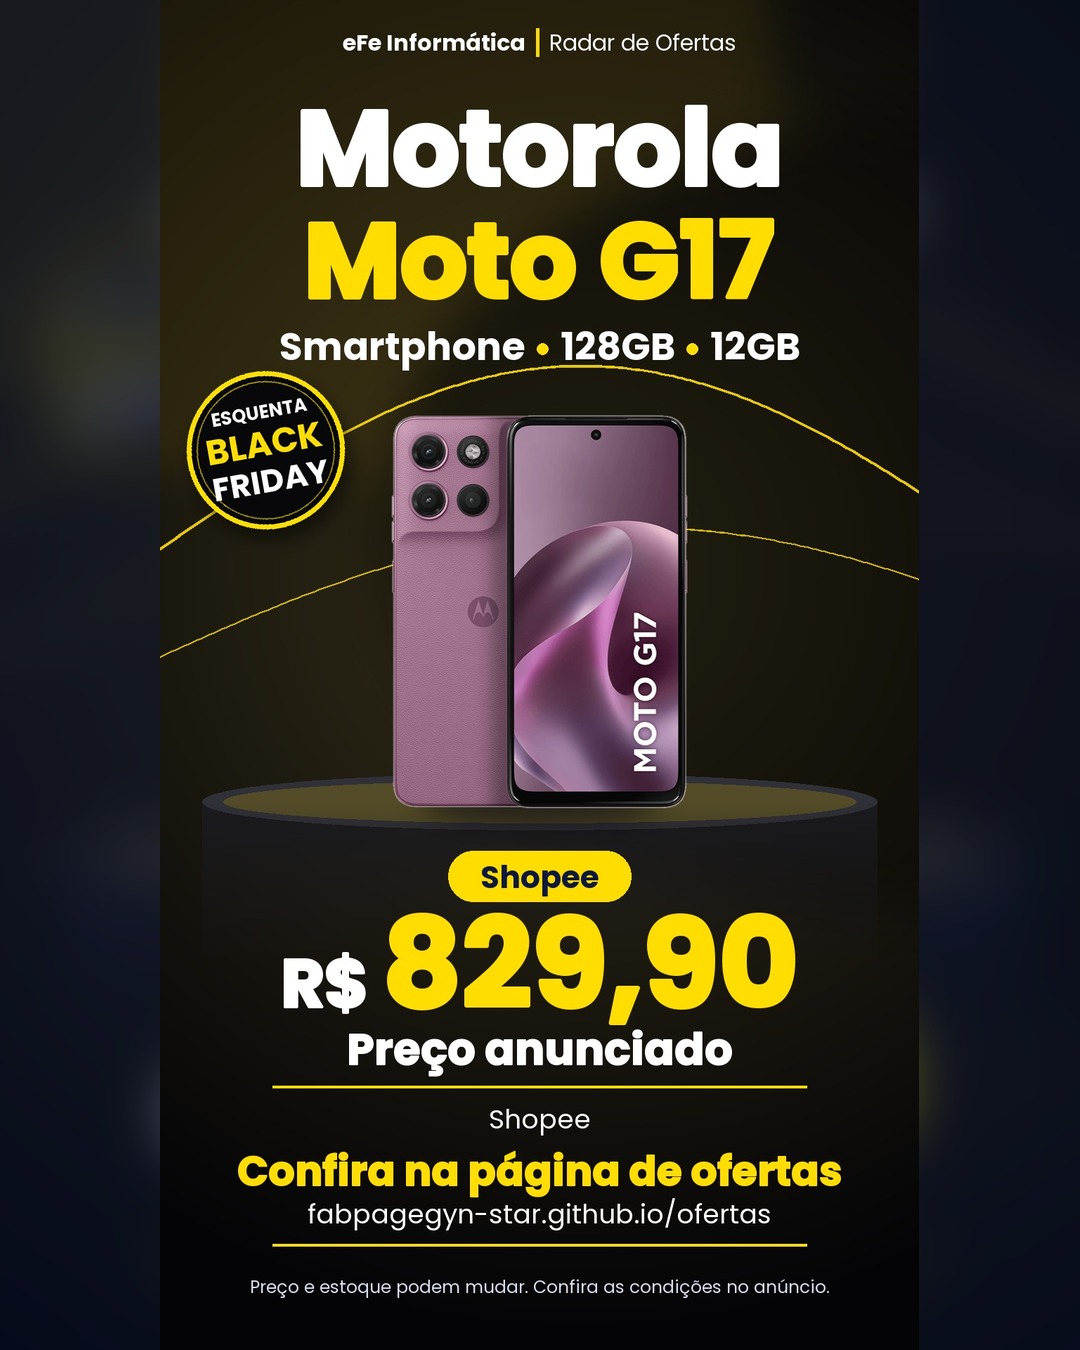 eFe Informática | Radar de Ofertas
Motorola
Moto G17
Smartphone • 128GB • 12GB
ESQUENTA
BLACK
FRIDAY
MOTO G17
Shopee
R$ 829,90
Preço anunciado
Shopee
Confira na página de ofertas
fabpagegyn-star.github.io/ofertas
Preço e estoque podem mudar. Confira as condições no anúncio.